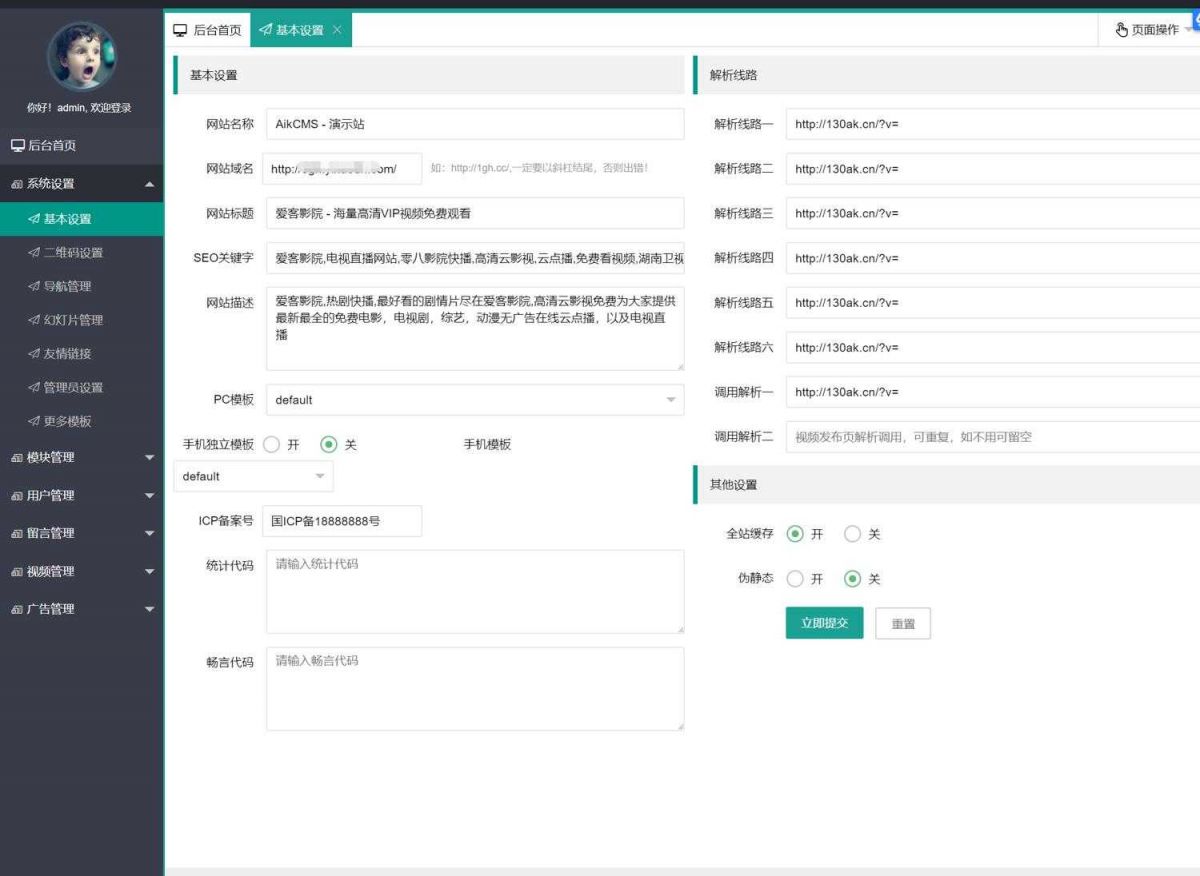 你好！admin, 欢迎登录
后台首页
系统设置
基本设置
二维码设置
导航管理
幻灯片管理
友情链接
管理员设置
更多模板
模块管理
用户管理
留言管理
视频管理
广告管理
后台首页
基本设置
页面操作
基本设置
网站名称 AikCMS - 演示站
网站域名 http:/ om/ 如：http://1gh.cc/,一定要以斜杠结尾，否则出错！
网站标题 爱客影院 - 海量高清VIP视频免费观看
SEO关键字 爱客影院,电视直播网站,零八影院快播,高清云影视,云点播,免费看视频,湖南卫视
网站描述 爱客影院,热剧快播,最好看的剧情片尽在爱客影院,高清云影视免费为大家提供
最新最全的免费电影，电视剧，综艺，动漫无广告在线云点播，以及电视直
播
PC模板 default
手机独立模板 开 关 手机模板
default
ICP备案号 国ICP备18888888号
统计代码 请输入统计代码
畅言代码 请输入畅言代码
解析线路
解析线路一 http://130ak.cn/?v=
解析线路二 http://130ak.cn/?v=
解析线路三 http://130ak.cn/?v=
解析线路四 http://130ak.cn/?v=
解析线路五 http://130ak.cn/?v=
解析线路六 http://130ak.cn/?v=
调用解析一 http://130ak.cn/?v=
调用解析二 视频发布页解析调用，可重复，如不用可留空
其他设置
全站缓存 开 关
伪静态 开 关
立即提交 重置